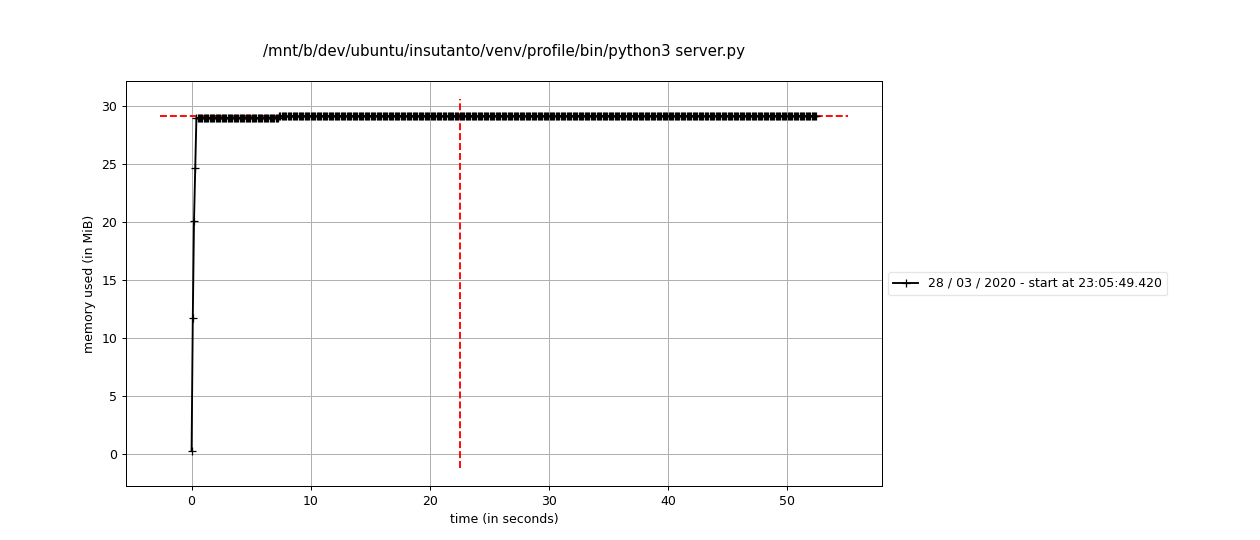 /mnt/b/dev/ubuntu/insutanto/venv/profile/bin/python3 server.py
30
25
20
15
10
5
0
memory used (in MiB)
0 10 20 30 40 50
time (in seconds)
28 / 03 / 2020 - start at 23:05:49.420